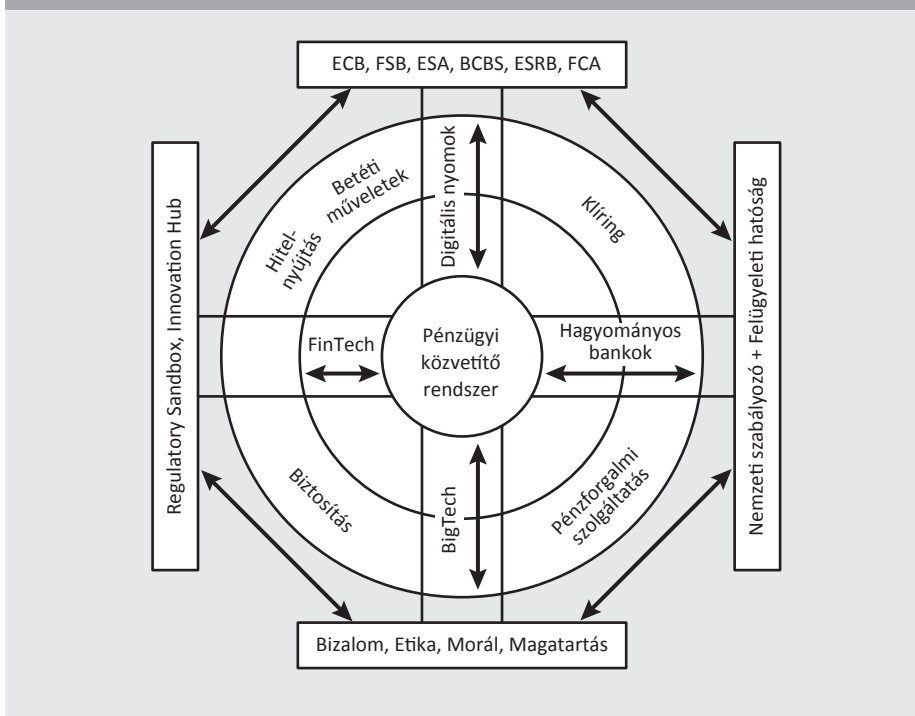 ECB, FSB, ESA, BCBS, ESRB, FCA
Regulatory Sandbox, Innovation Hub
Hitel-
nyújtás
Betéti
műveletek
Digitális nyomok
Klíring
Nemzeti szabályozó + Felügyeleti hatóság
FinTech
Pénzügyi
közvetítő
rendszer
Hagyományos
bankok
Biztosítás
BigTech
Pénzforgalmi
szolgáltatás
Bizalom, Etika, Morál, Magatartás